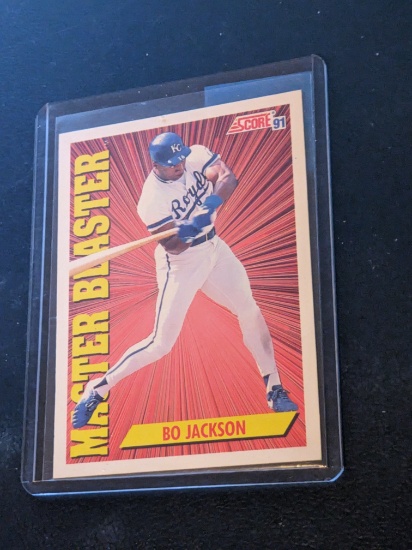 SCORE 91
KC
Royals
MASTER BLASTER
BO JACKSON